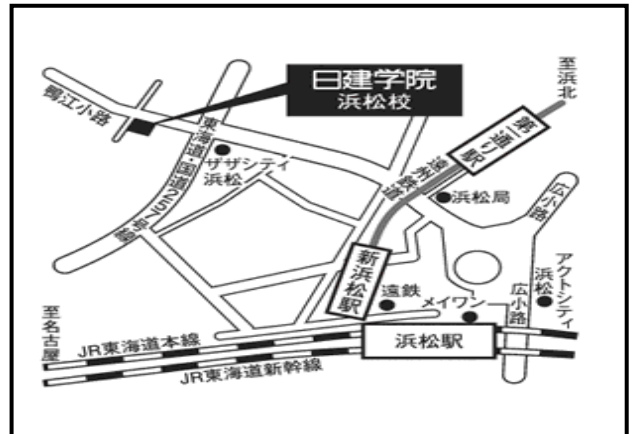 日建学院
浜松校
至浜北
鴨江小路
東海道・国道257号線
ザザシティ
浜松
第一通り駅
遠州鉄道
浜松局
広小路
新浜松駅
遠鉄
メイワン
広小路
アクトシティ
浜松
至名古屋
JR東海道本線
浜松駅
JR東海道新幹線